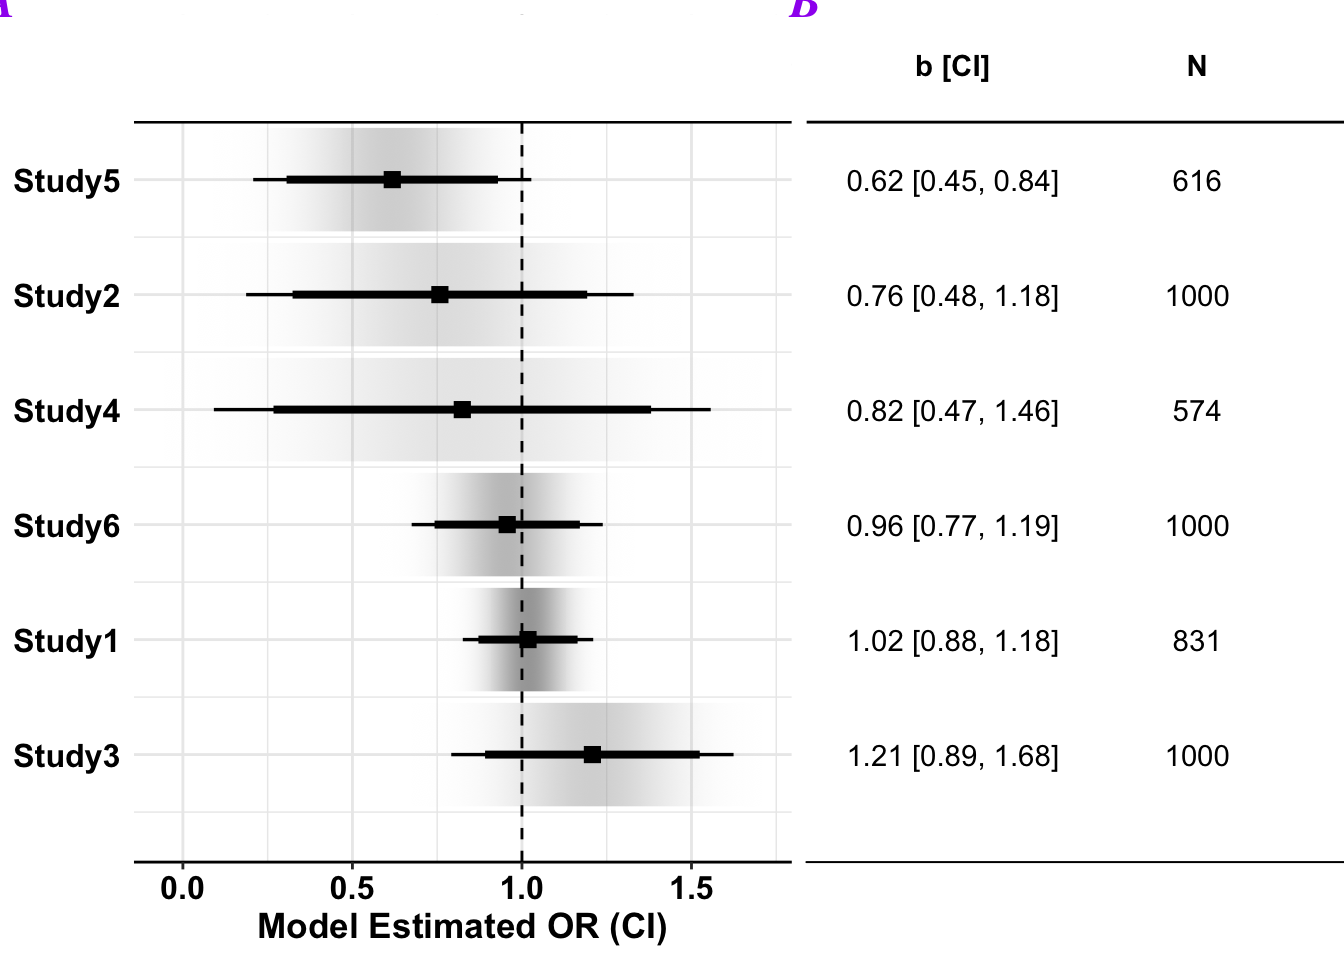 A B
b [CI] N
Study5 0.62 [0.45, 0.84] 616
Study2 0.76 [0.48, 1.18] 1000
Study4 0.82 [0.47, 1.46] 574
Study6 0.96 [0.77, 1.19] 1000
Study1 1.02 [0.88, 1.18] 831
Study3 1.21 [0.89, 1.68] 1000
0.0 0.5 1.0 1.5
Model Estimated OR (CI)